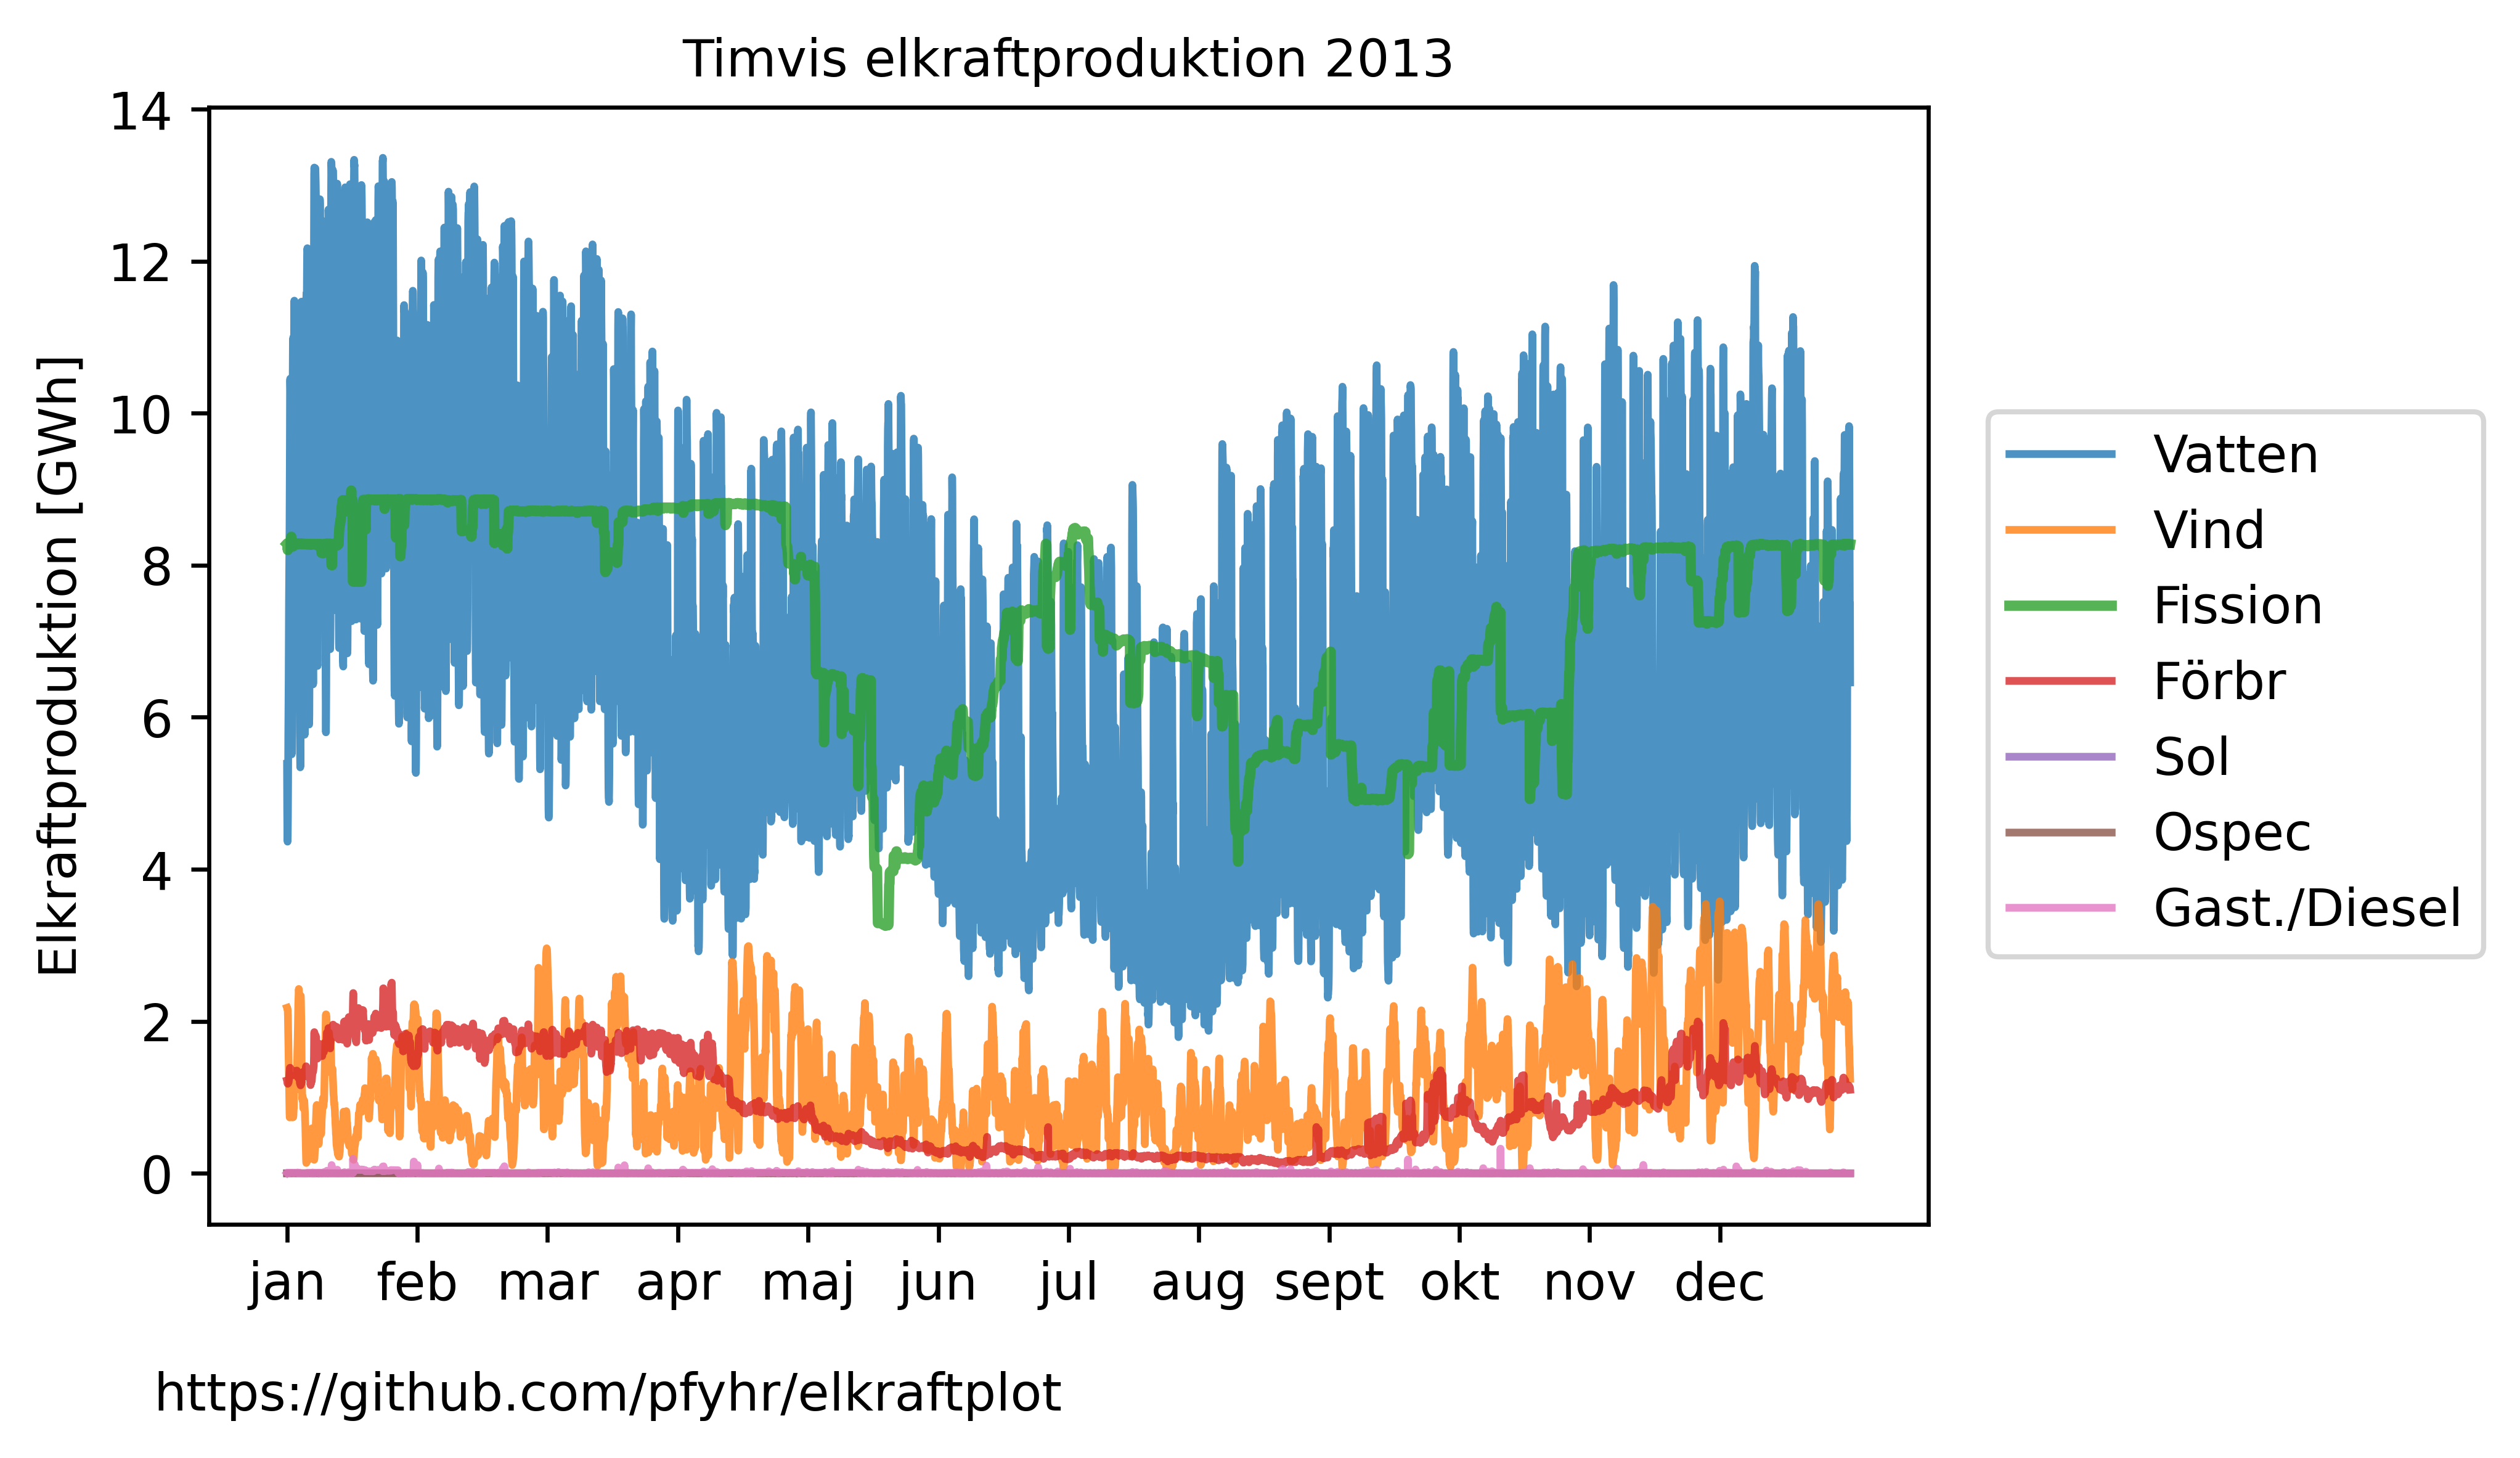 Timvis elkraftproduktion 2013
Elkraftproduktion [GWh]
14
12
10
8
6
4
2
0
jan feb mar apr maj jun jul aug sept okt nov dec
Vatten
Vind
Fission
Förbr
Sol
Ospec
Gast./Diesel
https://github.com/pfyhr/elkraftplot